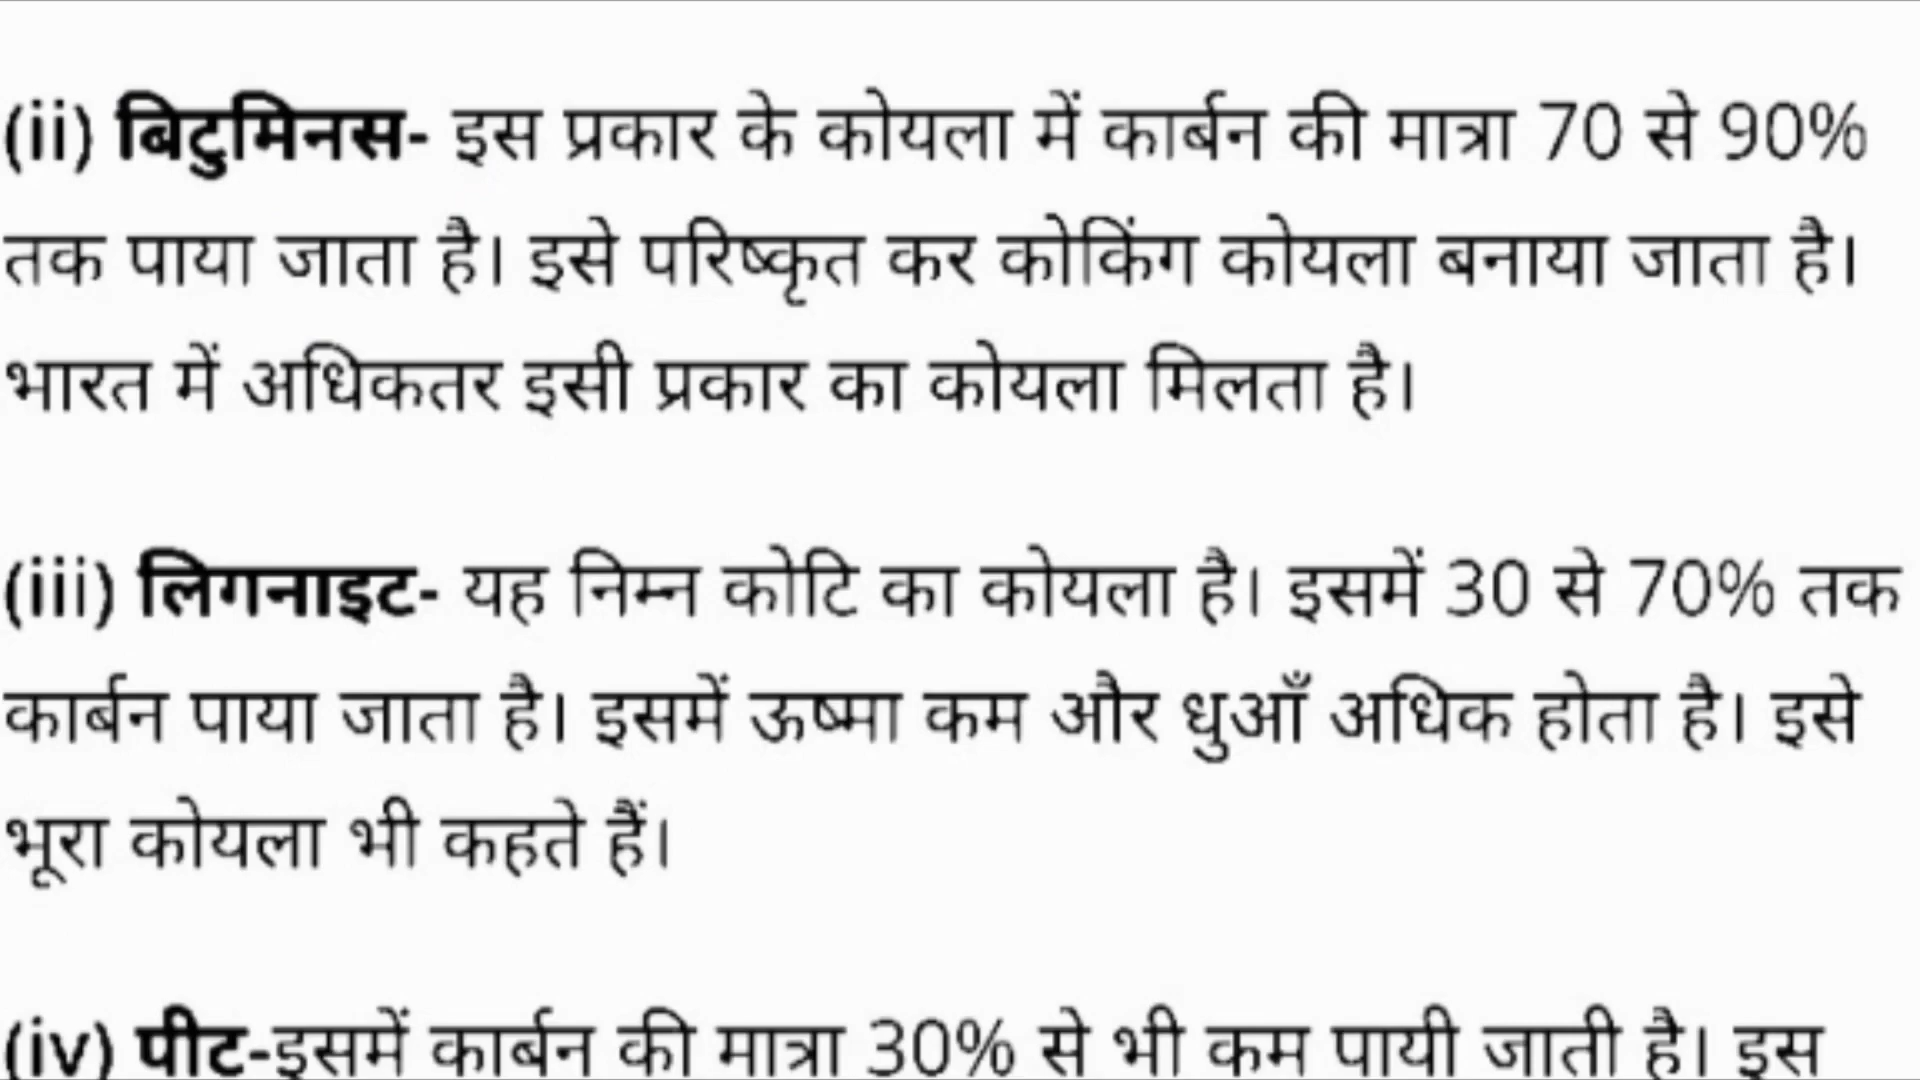 (ii) बिटुमिनस- इस प्रकार के कोयला में कार्बन की मात्रा 70 से 90%
तक पाया जाता है। इसे परिष्कृत कर कोकिंग कोयला बनाया जाता है।
भारत में अधिकतर इसी प्रकार का कोयला मिलता है।
(iii) लिगनाइट- यह निम्न कोटि का कोयला है। इसमें 30 से 70% तक
कार्बन पाया जाता है। इसमें ऊष्मा कम और धुआँ अधिक होता है। इसे
भूरा कोयला भी कहते हैं।
(iv) पीट-इसमें कार्बन की मात्रा 30% से भी कम पायी जाती है। इस